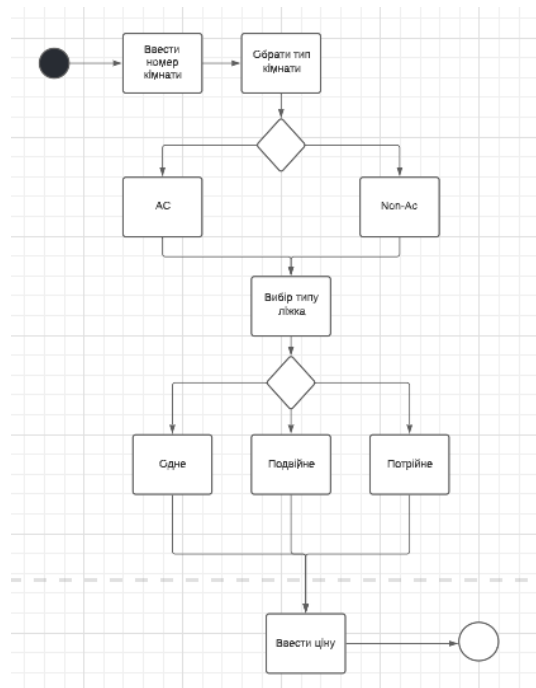 Ввести
номер
кімнати
Обрати тип
кімнати
AC
Non-Ac
Вибір типу
ліжка
Одне
Подвійне
Потрійне
Ввести ціну